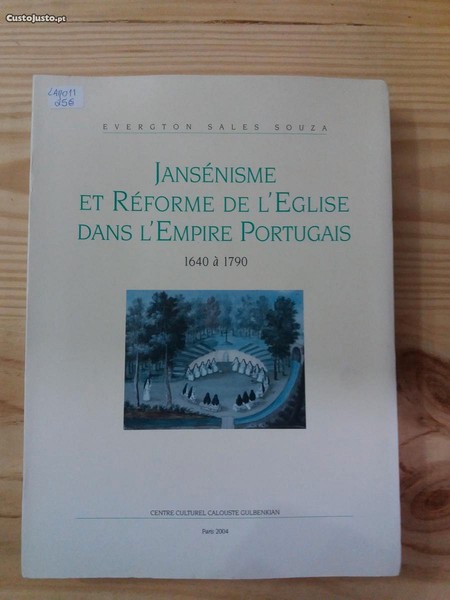 CustoJusto.pt
EVERGTON SALES SOUZA
JANSÉNISME
ET RÉFORME DE L'EGLISE
DANS L'EMPIRE PORTUGAIS
1640 à 1790
CENTRE CULTUREL CALOUSTE GULBENKIAN
Paris 2004